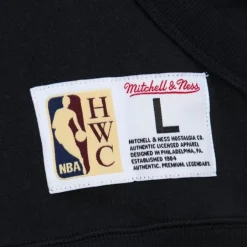 Mitchell & Ness
HWC
NBA
L
MITCHELL & NESS NOSTALGIA CO.
AUTHENTIC LICENSED APPAREL
DESIGNED IN PHILADELPHIA, PA.
ESTABLISHED 1904
AUTHENTIC. PREMIUM. LEGENDARY.